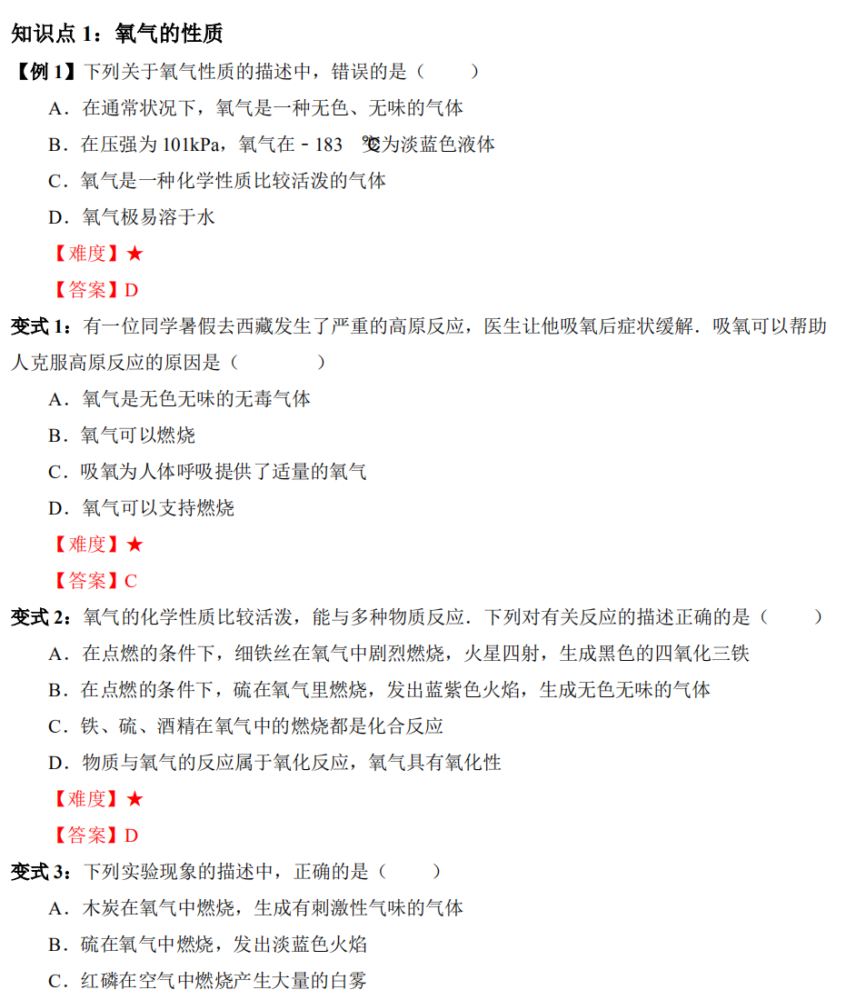 知识点 1：氧气的性质
【例 1】下列关于氧气性质的描述中，错误的是（　　）
A．在通常状况下，氧气是一种无色、无味的气体
B．在压强为 101kPa，氧气在﹣183 ℃变为淡蓝色液体
C．氧气是一种化学性质比较活泼的气体
D．氧气极易溶于水
【难度】★
【答案】D
变式 1：有一位同学暑假去西藏发生了严重的高原反应，医生让他吸氧后症状缓解．吸氧可以帮助
人克服高原反应的原因是（　　）
A．氧气是无色无味的无毒气体
B．氧气可以燃烧
C．吸氧为人体呼吸提供了适量的氧气
D．氧气可以支持燃烧
【难度】★
【答案】C
变式 2：氧气的化学性质比较活泼，能与多种物质反应．下列对有关反应的描述正确的是（　　）
A．在点燃的条件下，细铁丝在氧气中剧烈燃烧，火星四射，生成黑色的四氧化三铁
B．在点燃的条件下，硫在氧气里燃烧，发出蓝紫色火焰，生成无色无味的气体
C．铁、硫、酒精在氧气中的燃烧都是化合反应
D．物质与氧气的反应属于氧化反应，氧气具有氧化性
【难度】★
【答案】D
变式 3：下列实验现象的描述中，正确的是（　　）
A．木炭在氧气中燃烧，生成有刺激性气味的气体
B．硫在氧气中燃烧，发出淡蓝色火焰
C．红磷在空气中燃烧产生大量的白雾